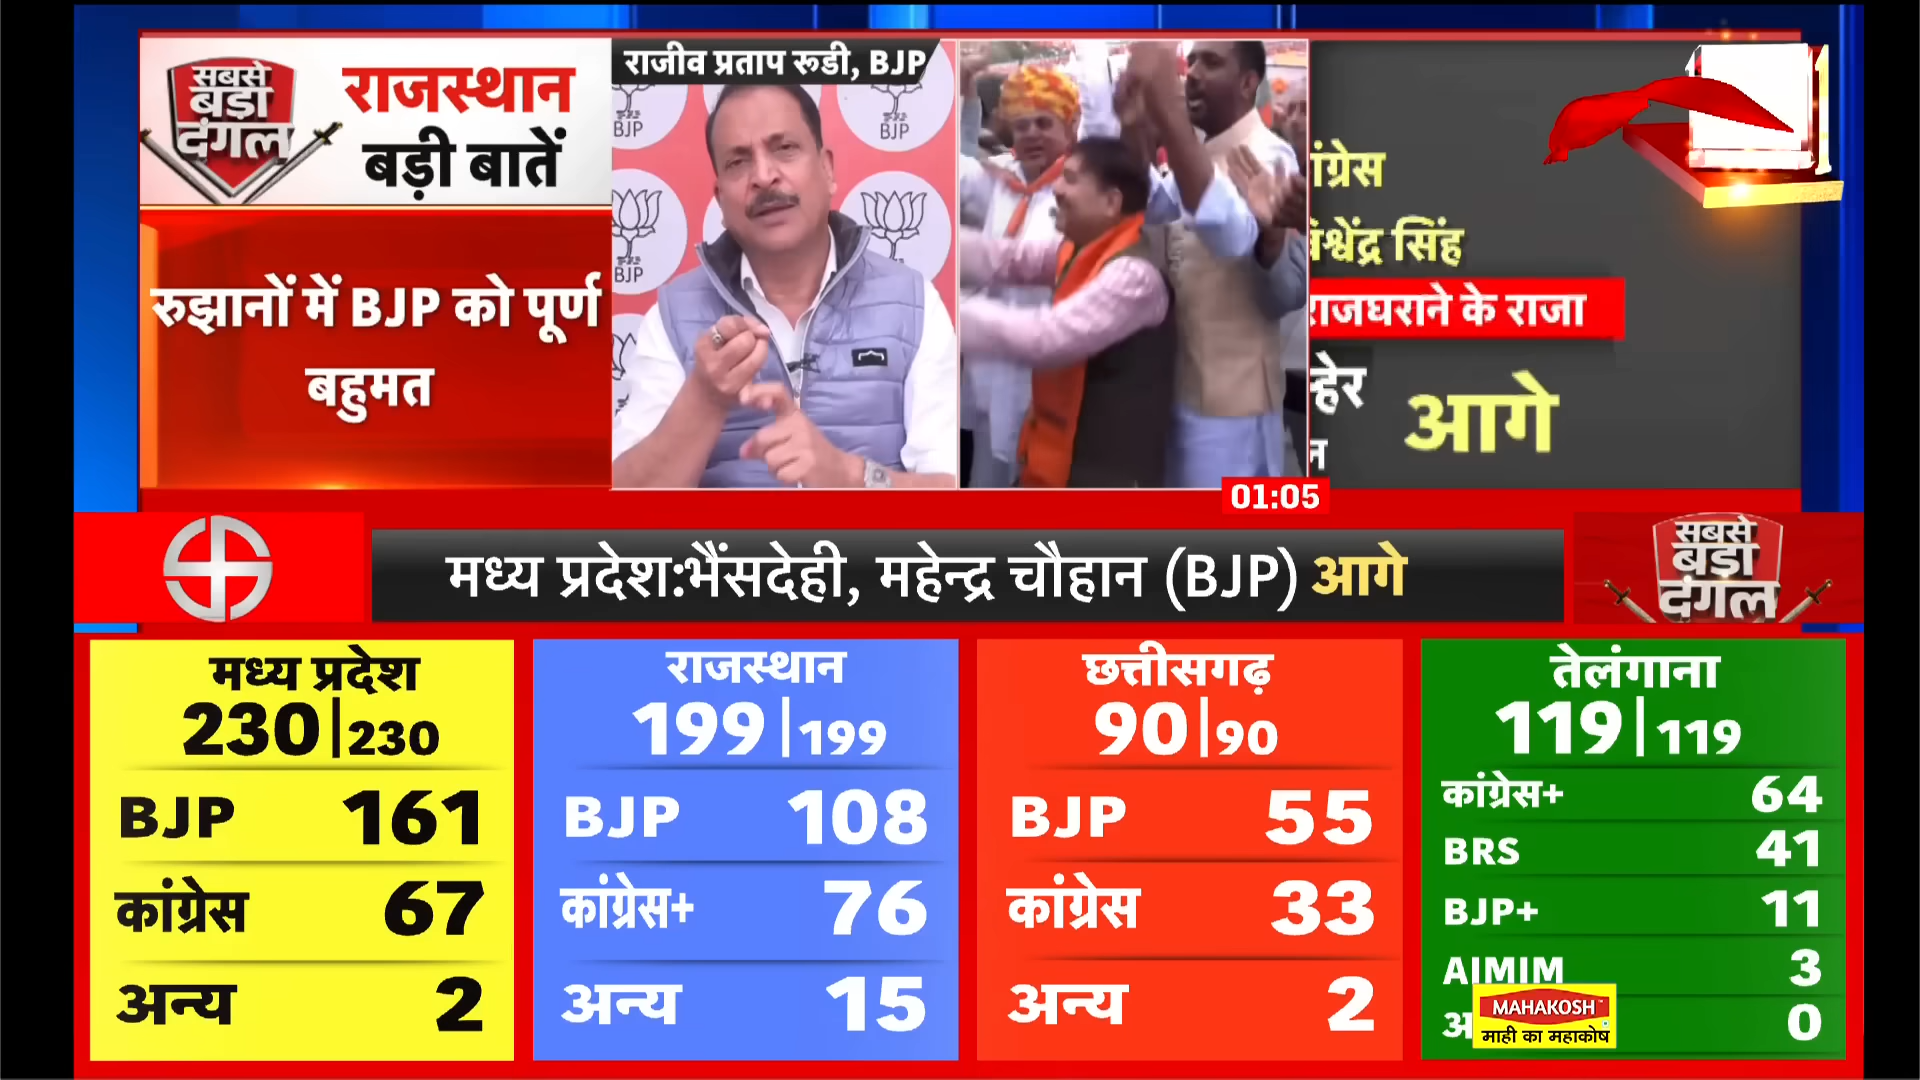 सबसे
बड़ा
दंगल
राजस्थान
बड़ी बातें
रुझानों में BJP को पूर्ण
बहुमत
राजीव प्रताप रूडी, BJP
BJP
BJP
BJP
ांग्रेस
िश्वेंद्र सिंह
राजघराने के राजा
म्हेर
आगे
न
01:05
मध्य प्रदेश:भैंसदेही, महेन्द्र चौहान (BJP) आगे
सबसे
बड़ा
दंगल
मध्य प्रदेश
230|230
BJP 161
कांग्रेस 67
अन्य 2
राजस्थान
199|199
BJP 108
कांग्रेस+ 76
अन्य 15
छत्तीसगढ़
90|90
BJP 55
कांग्रेस 33
अन्य 2
तेलंगाना
119|119
कांग्रेस+ 64
BRS 41
BJP+ 11
AIMIM 3
अ 0
MAHAKOSH
माही का महाकोष